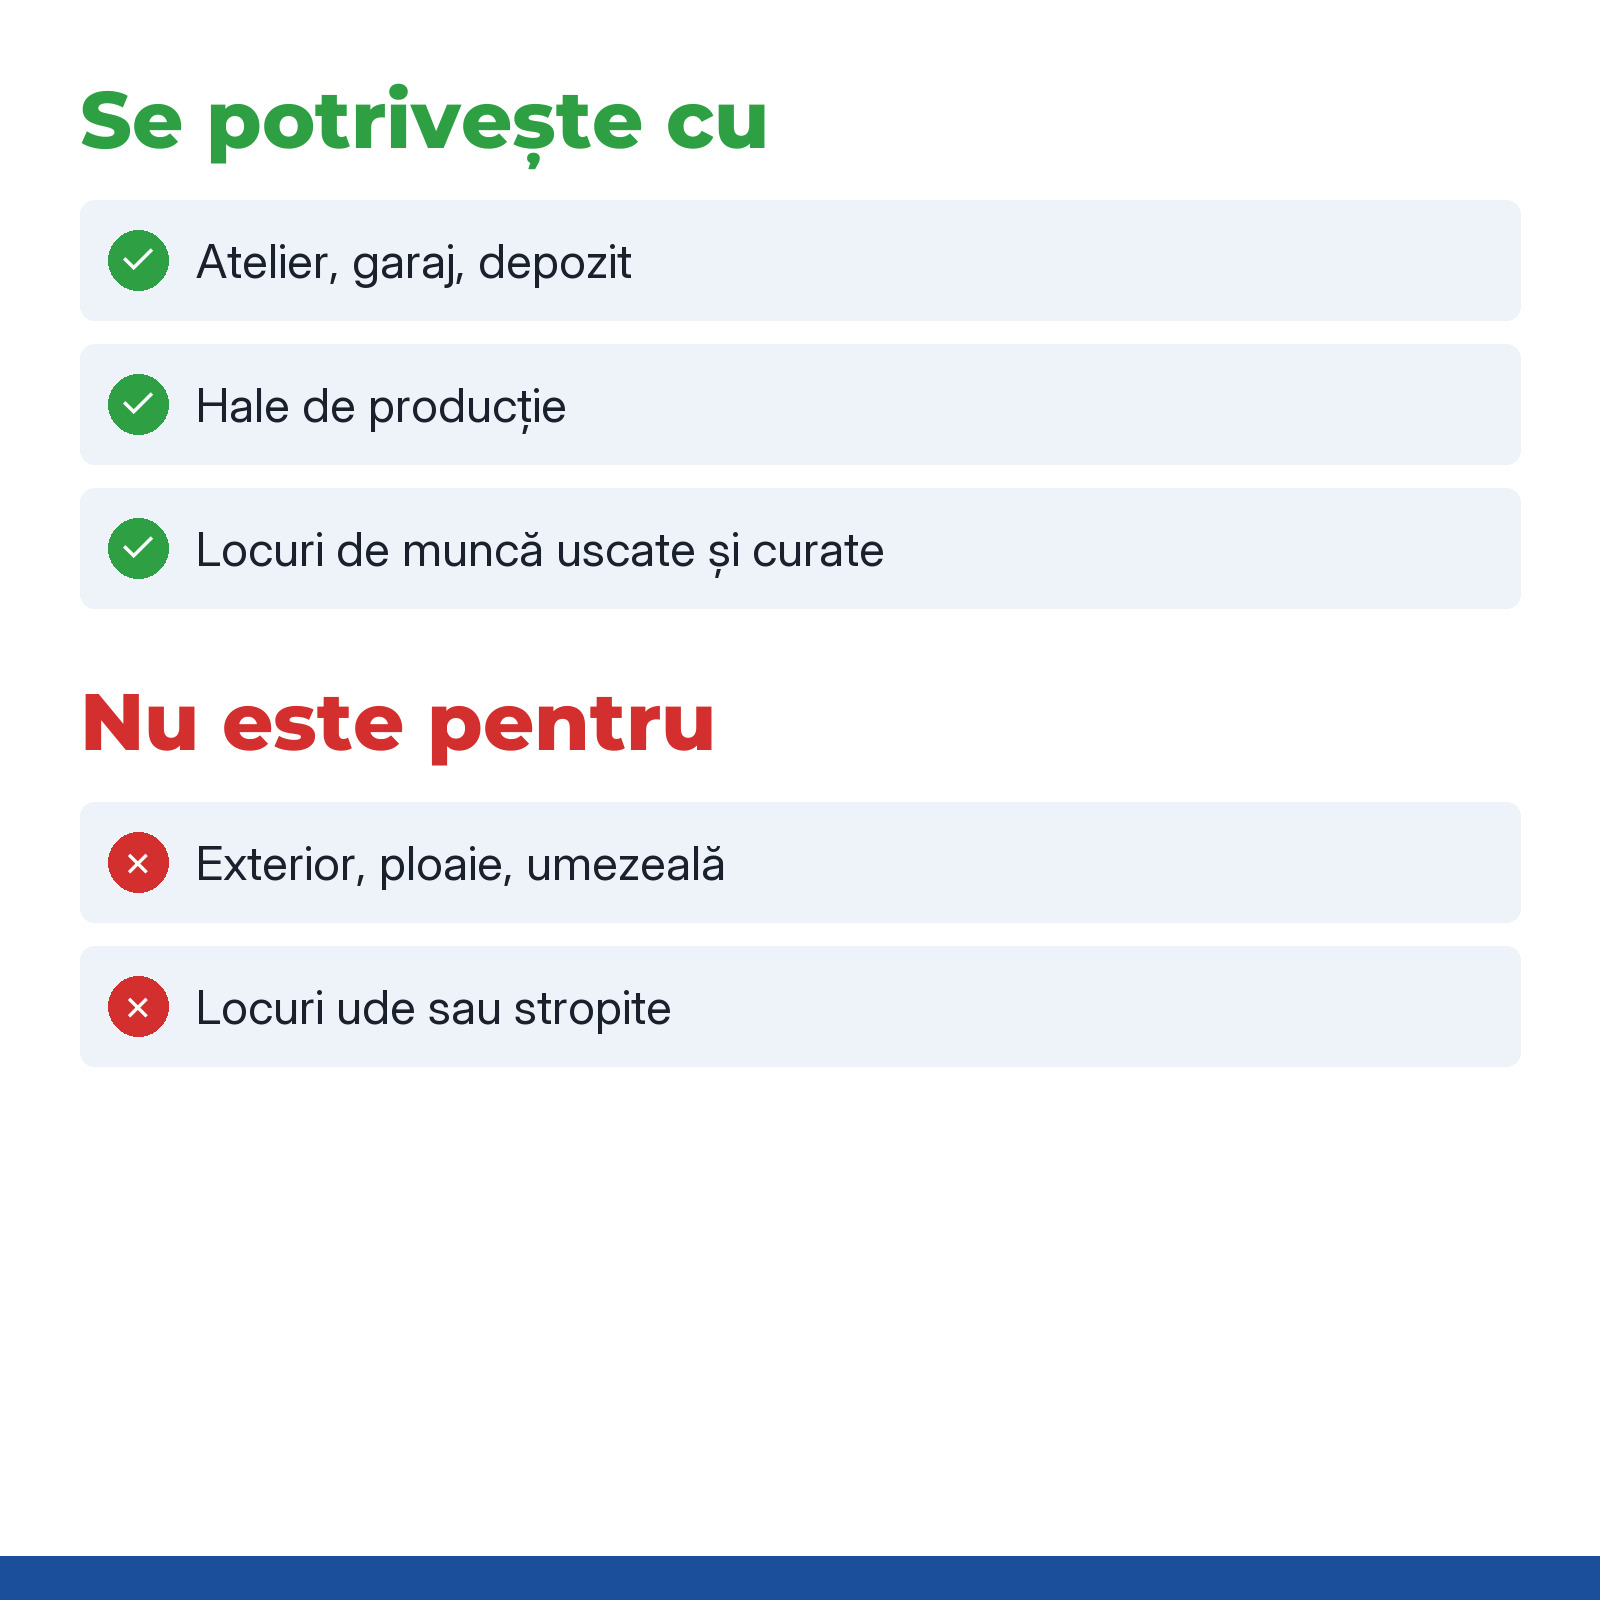 Se potrivește cu
Atelier, garaj, depozit
Hale de producție
Locuri de muncă uscate și curate
Nu este pentru
Exterior, ploaie, umezeală
Locuri ude sau stropite